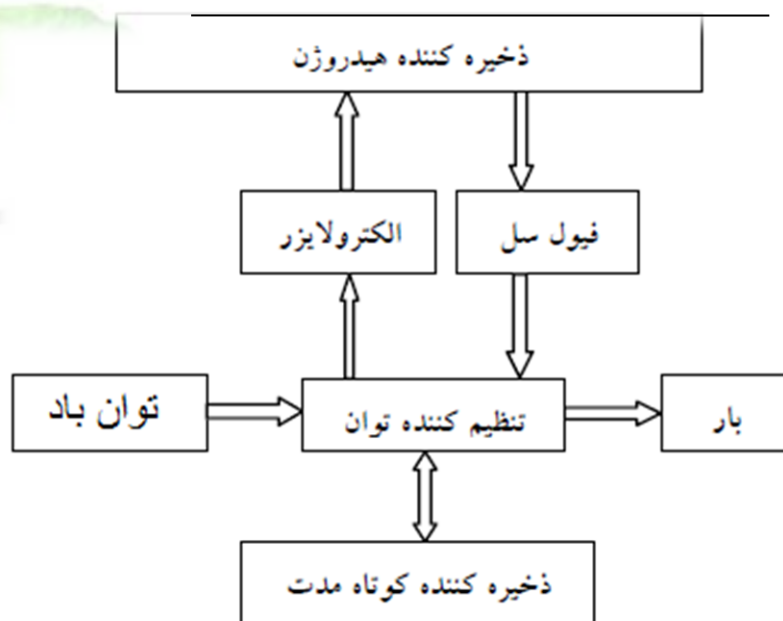 ذخیره کننده هیدروژن
الکترولایزر
فیول سل
توان باد
تنظیم کننده توان
بار
ذخیره کننده کوتاه مدت